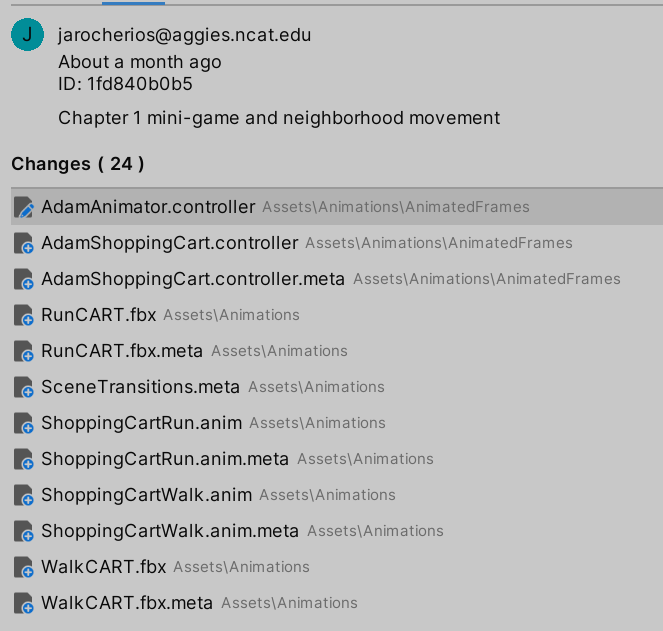 J
jarocherios@aggies.ncat.edu
About a month ago
ID: 1fd840b0b5
Chapter 1 mini-game and neighborhood movement
Changes ( 24 )
AdamAnimator.controller Assets\Animations\AnimatedFrames
AdamShoppingCart.controller Assets\Animations\AnimatedFrames
AdamShoppingCart.controller.meta Assets\Animations\AnimatedFrames
RunCART.fbx Assets\Animations
RunCART.fbx.meta Assets\Animations
SceneTransitions.meta Assets\Animations
ShoppingCartRun.anim Assets\Animations
ShoppingCartRun.anim.meta Assets\Animations
ShoppingCartWalk.anim Assets\Animations
ShoppingCartWalk.anim.meta Assets\Animations
WalkCART.fbx Assets\Animations
WalkCART.fbx.meta Assets\Animations